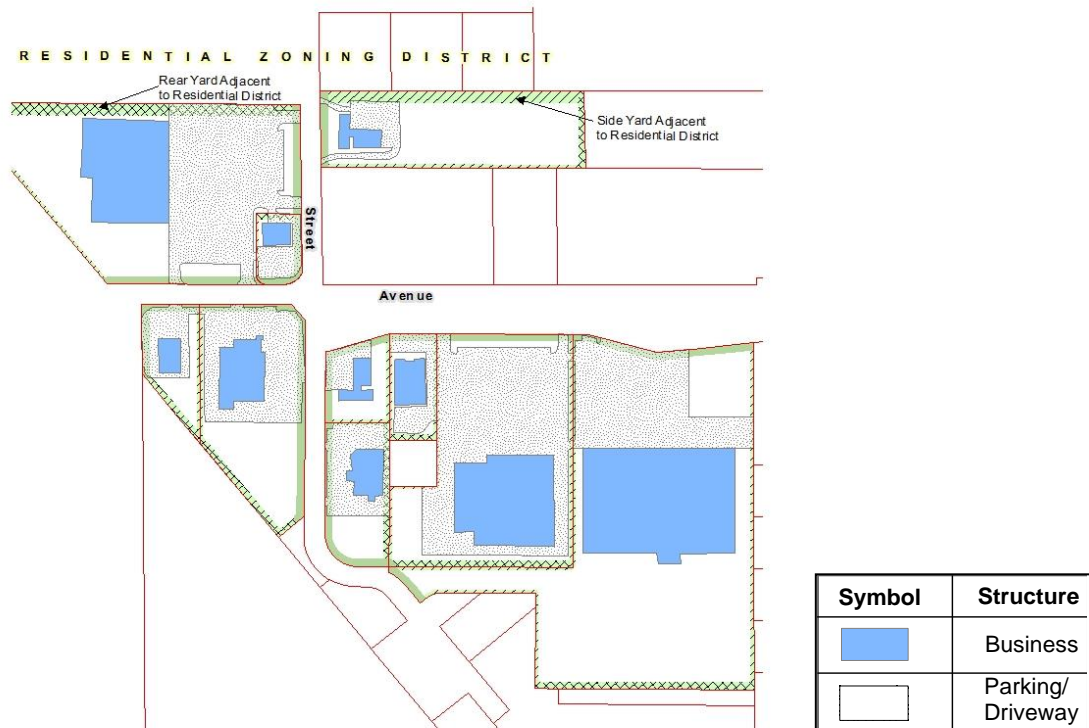 RESIDENTIAL ZONING DISTRICT
Rear Yard Adjacent
to Residential District
Side Yard Adjacent
to Residential District
Street
Avenue
Symbol Structure
Business
Parking/
Driveway